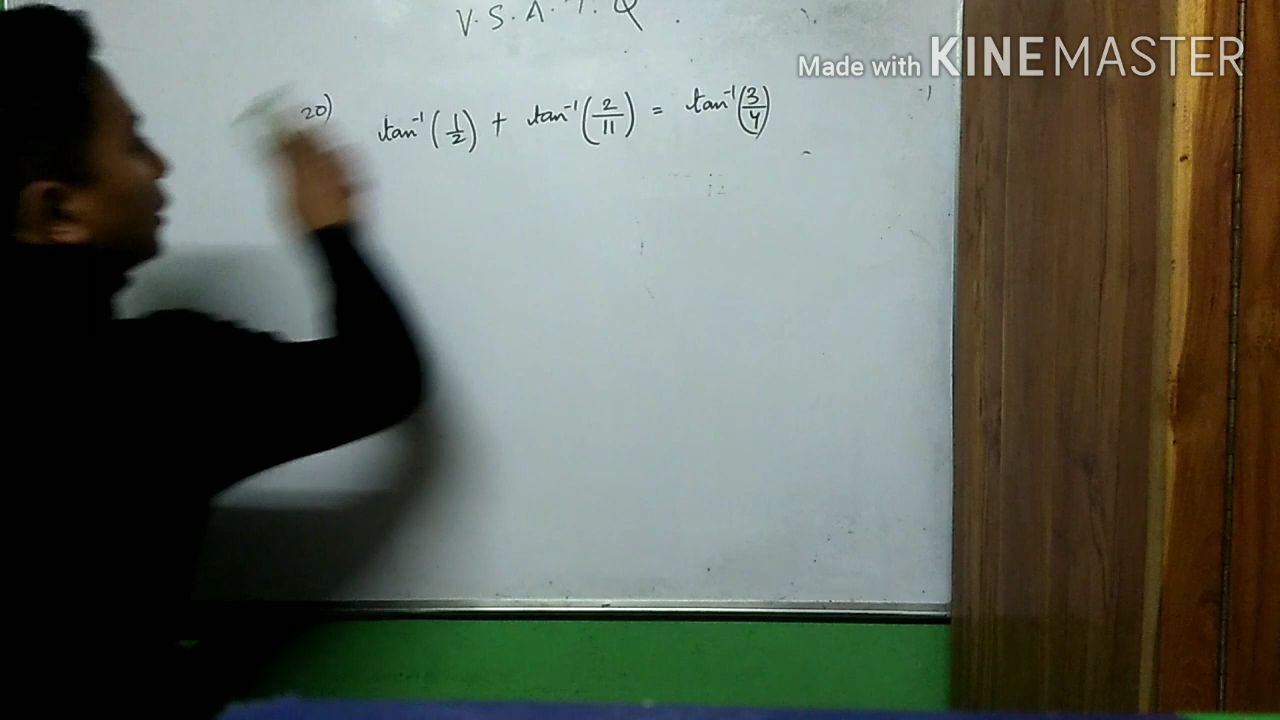 V. S. A. T. Q.
Made with KINEMASTER
20) tan⁻¹(1/2) + tan⁻¹(2/11) = tan⁻¹(3/4)